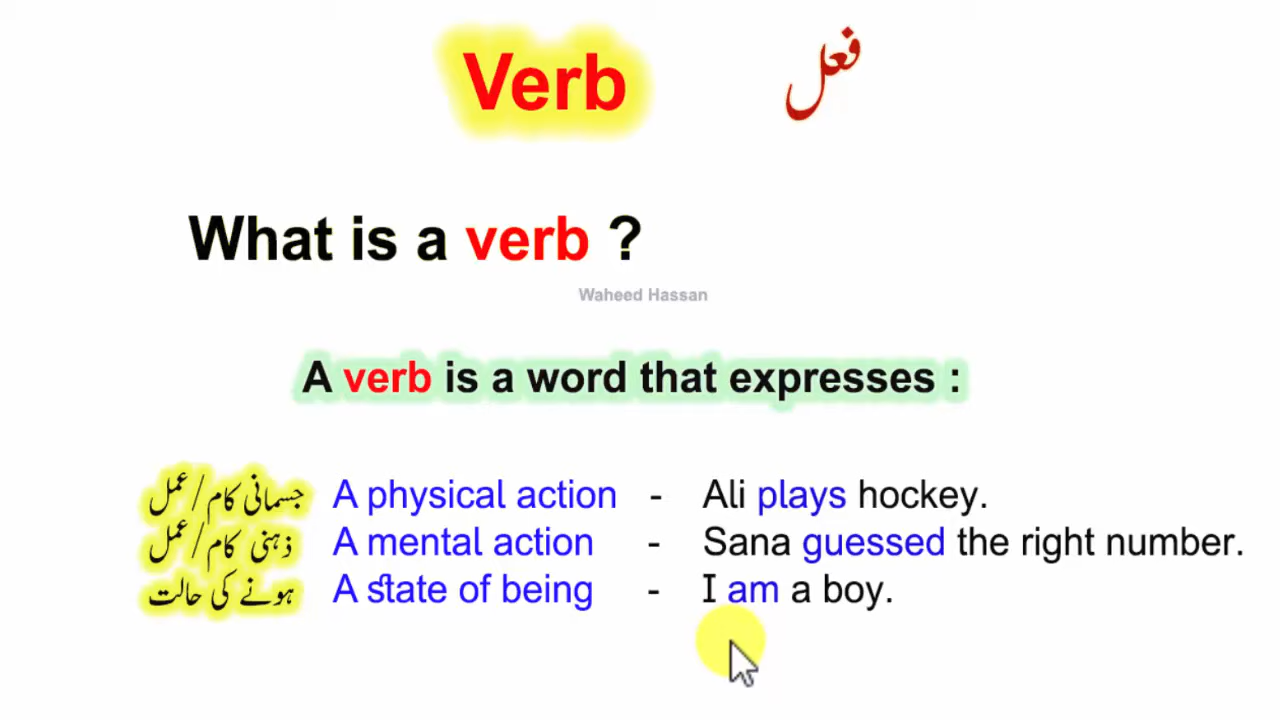 Verb فعل
What is a verb ?
Waheed Hassan
A verb is a word that expresses :
جسمانی کام/عمل A physical action - Ali plays hockey.
ذہنی کام/عمل A mental action - Sana guessed the right number.
ہونے کی حالت A state of being - I am a boy.